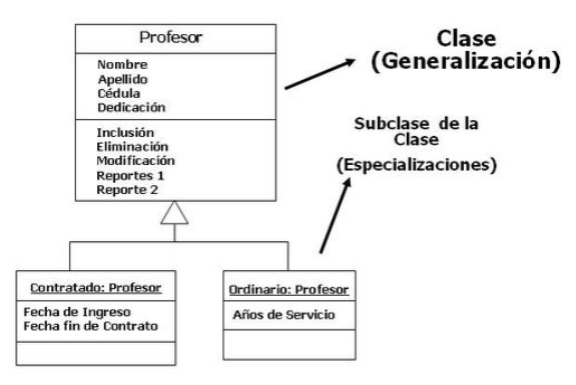 Profesor
Nombre
Apellido
Cédula
Dedicación
Inclusión
Eliminación
Modificación
Reportes 1
Reporte 2
Clase
(Generalización)
Subclase de la
Clase
(Especializaciones)
Contratado: Profesor
Fecha de Ingreso
Fecha fin de Contrato
Ordinario: Profesor
Años de Servicio